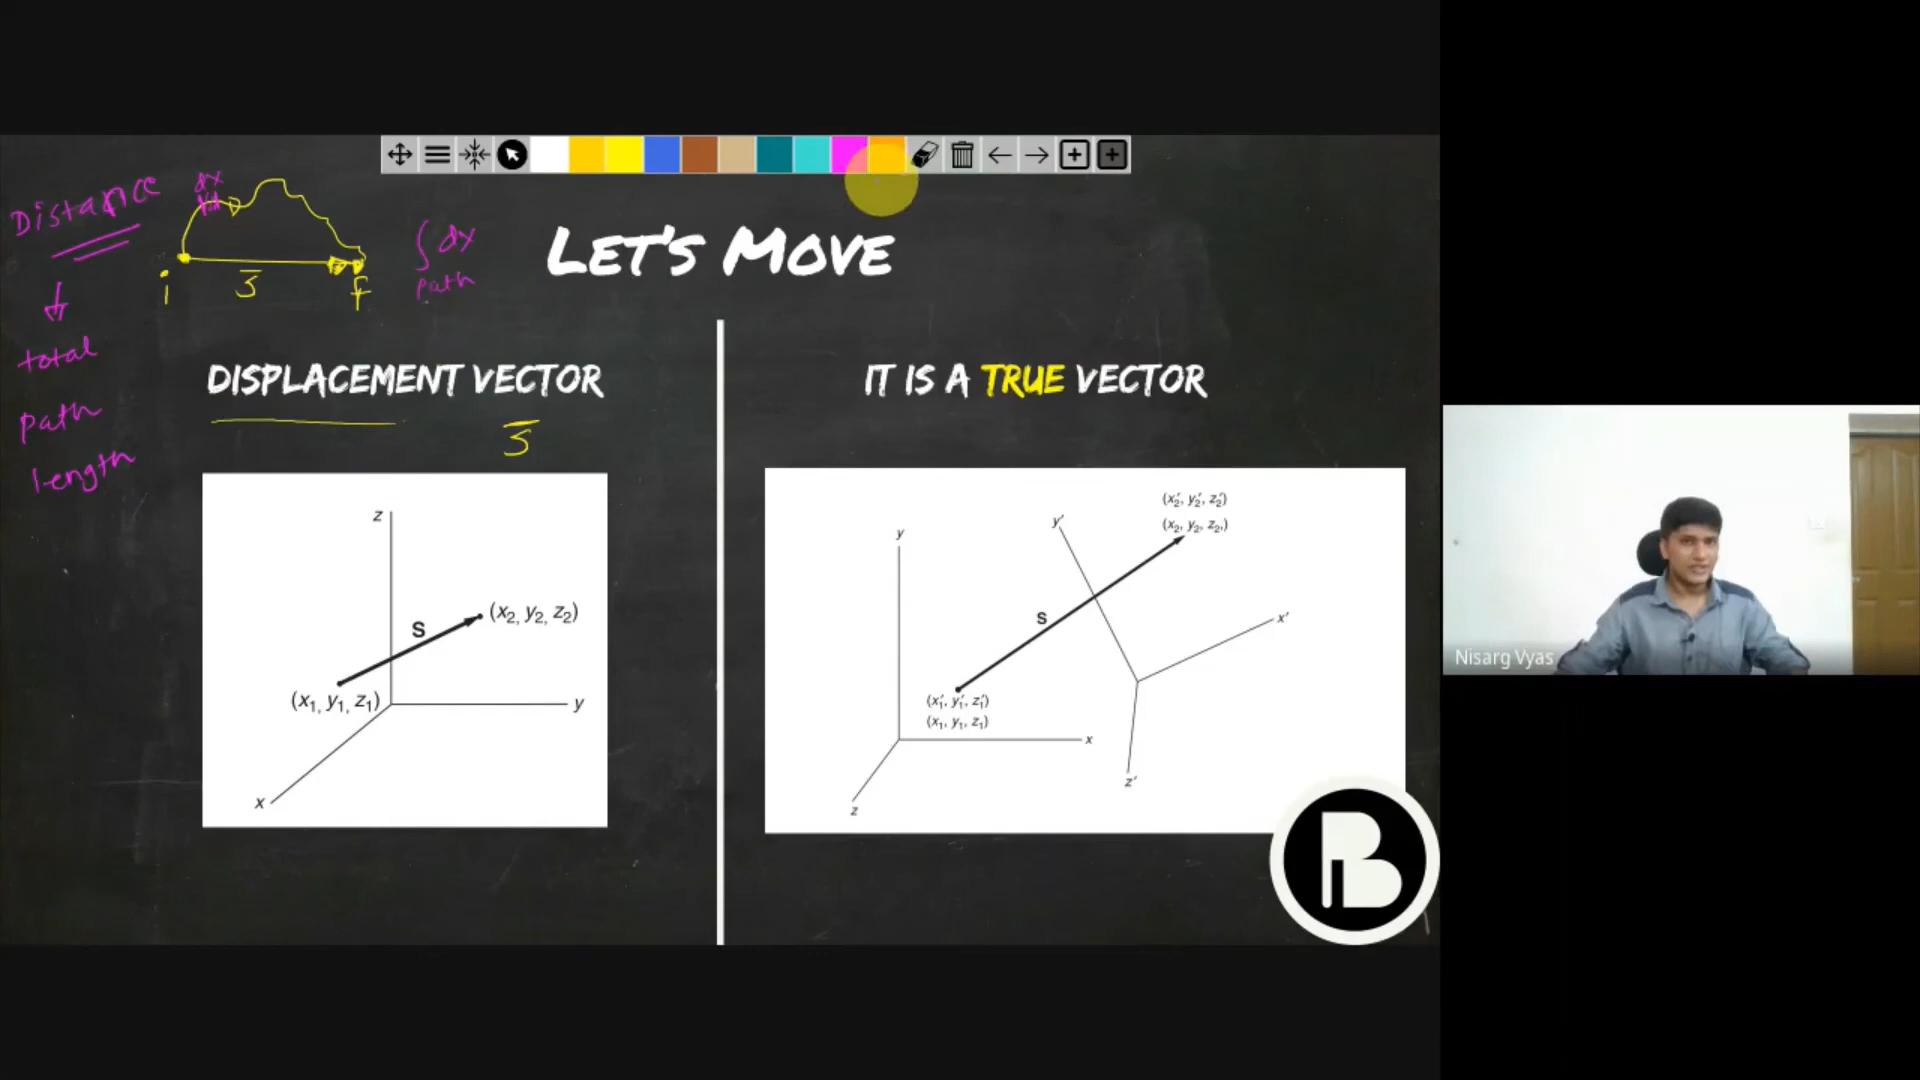 Distance
dx
i
S̅
f
∫dx
path
total
path
length
LET'S MOVE
DISPLACEMENT VECTOR
S̅
z
S
(x₂, y₂, z₂)
(x₁, y₁, z₁)
y
x
IT IS A TRUE VECTOR
(x₂′, y₂′, z₂′)
(x₂, y₂, z₂,)
y
y′
S
x′
(x₁′, y₁′, z₁′)
(x₁, y₁, z₁)
x
z′
z
B
Nisarg Vyas